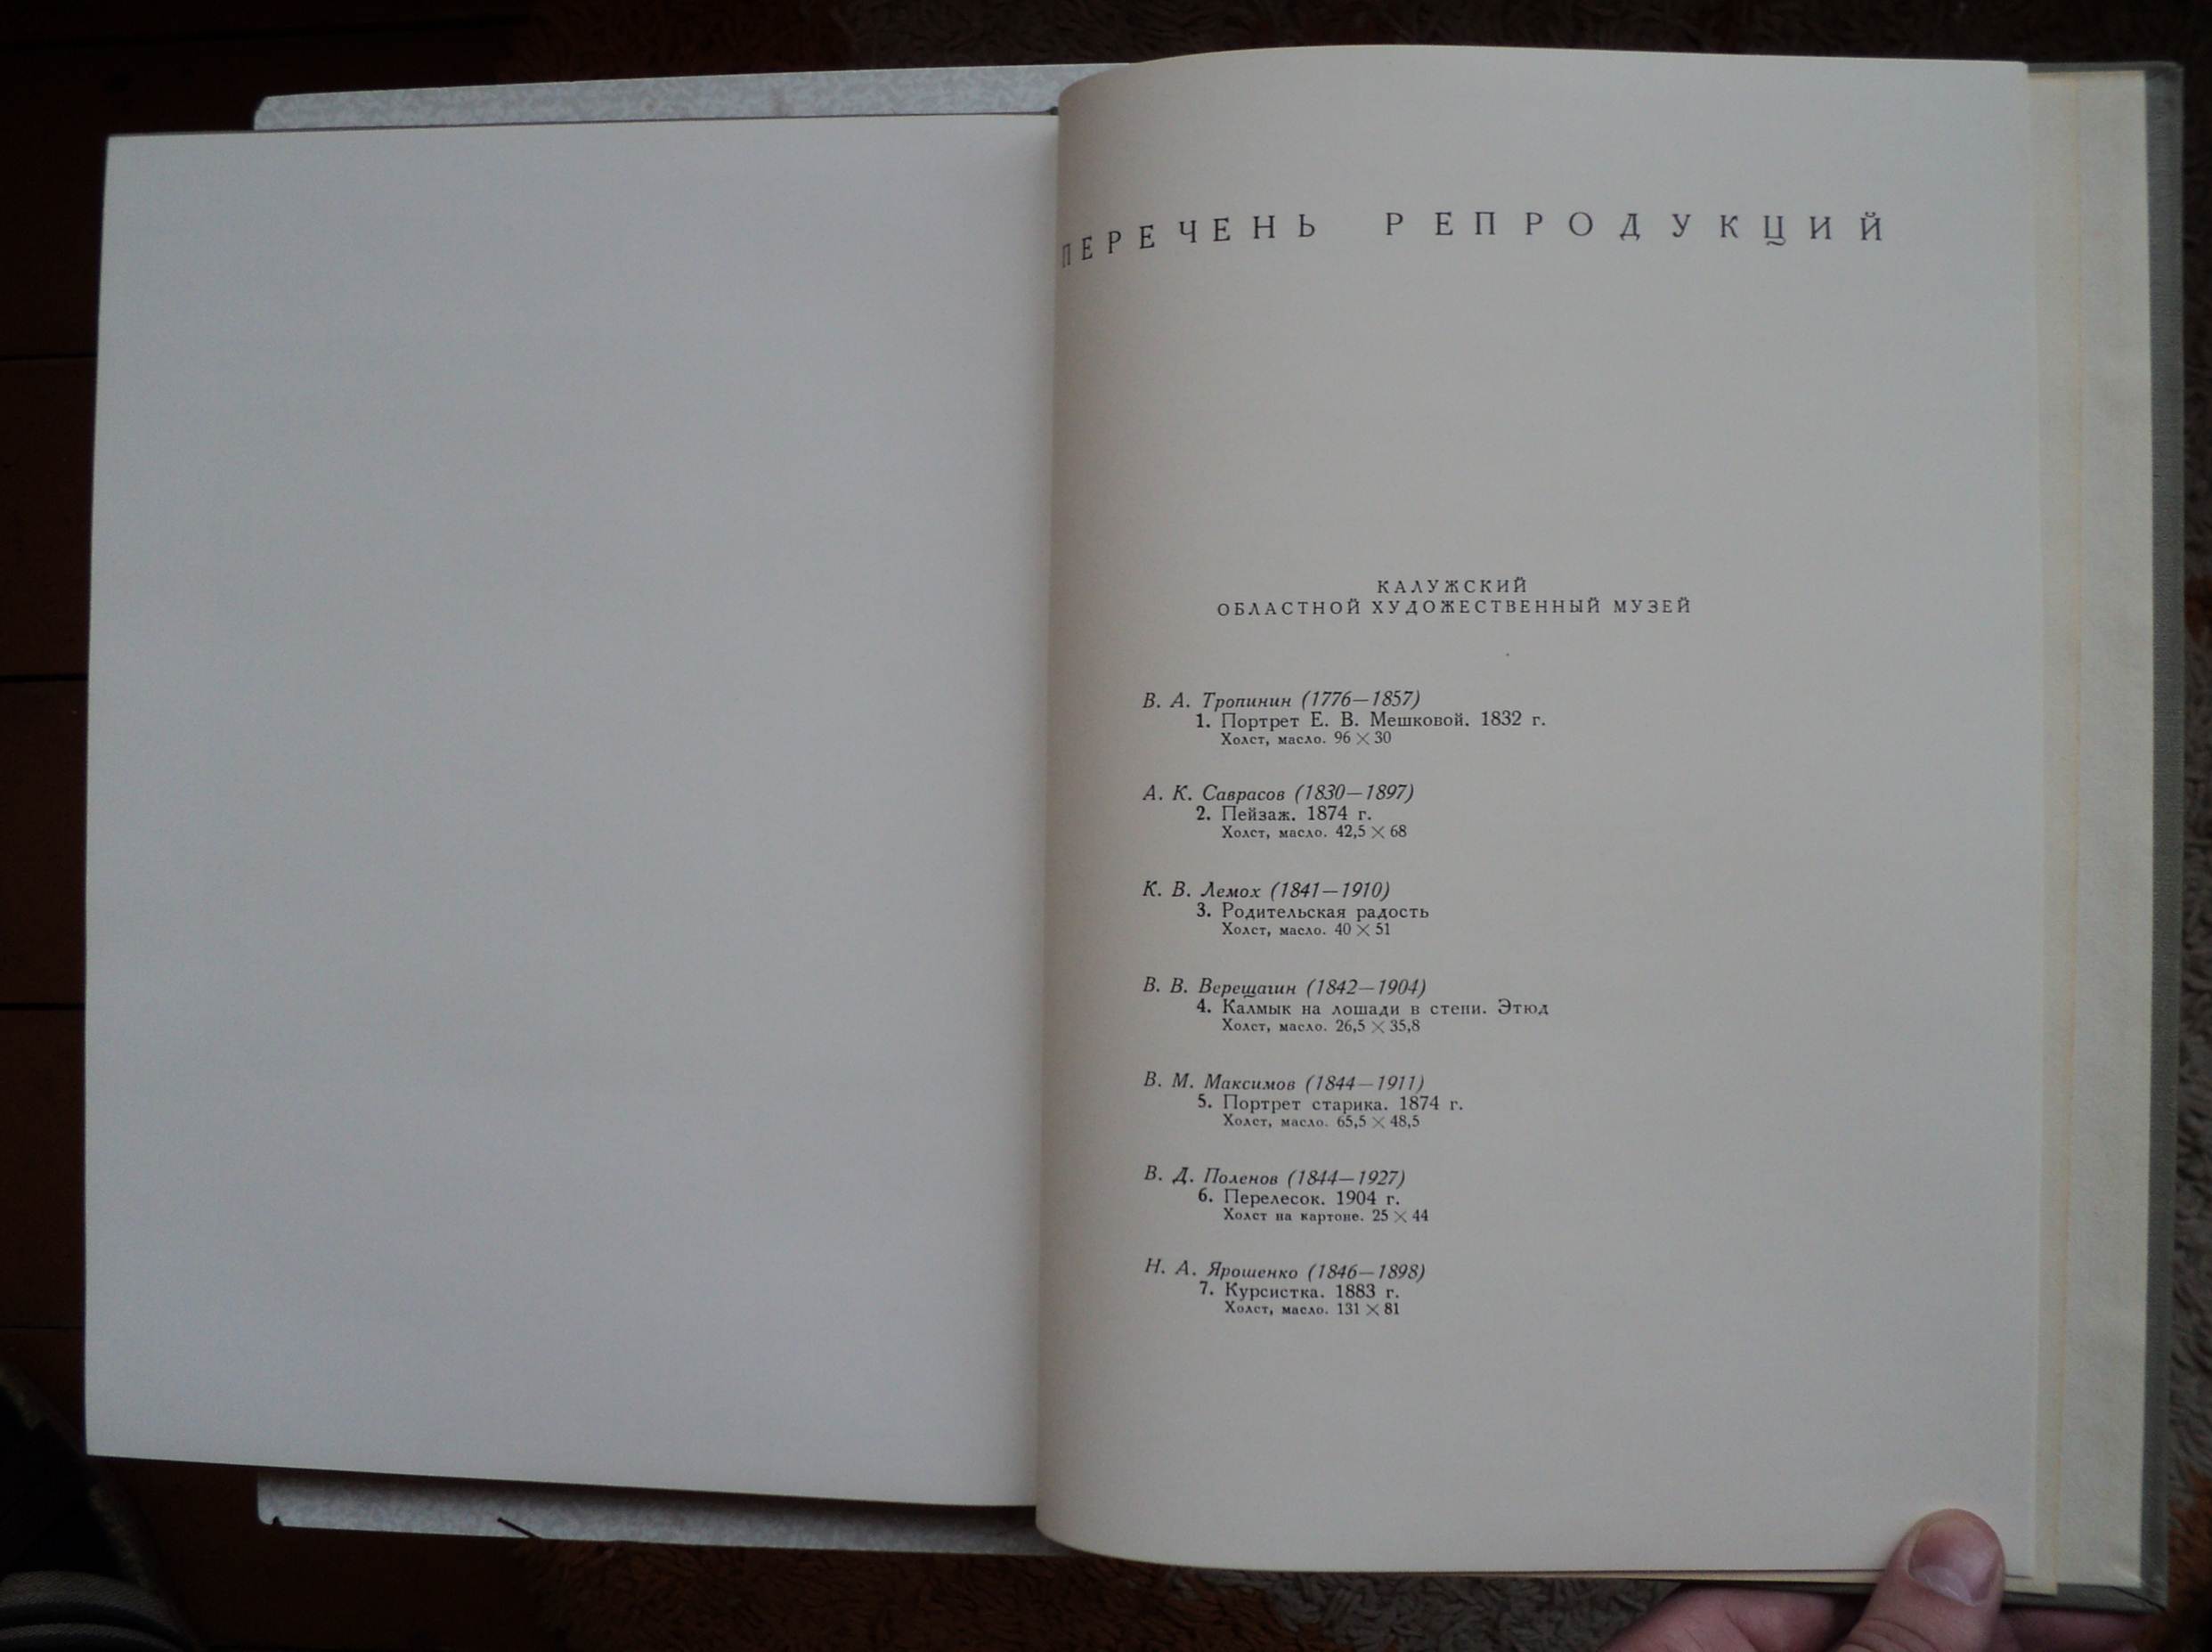 ПЕРЕЧЕНЬ РЕПРОДУКЦИЙ
КАЛУЖСКИЙ
ОБЛАСТНОЙ ХУДОЖЕСТВЕННЫЙ МУЗЕЙ
В. А. Тропинин (1776—1857)
1. Портрет Е. В. Мешковой. 1832 г.
Холст, масло. 96 × 30
А. К. Саврасов (1830—1897)
2. Пейзаж. 1874 г.
Холст, масло. 42,5 × 68
К. В. Лемох (1841—1910)
3. Родительская радость
Холст, масло. 40 × 51
В. В. Верещагин (1842—1904)
4. Калмык на лошади в степи. Этюд
Холст, масло. 26,5 × 35,8
В. М. Максимов (1844—1911)
5. Портрет старика. 1874 г.
Холст, масло. 65,5 × 48,5
В. Д. Поленов (1844—1927)
6. Перелесок. 1904 г.
Холст на картоне. 25 × 44
Н. А. Ярошенко (1846—1898)
7. Курсистка. 1883 г.
Холст, масло. 131 × 81